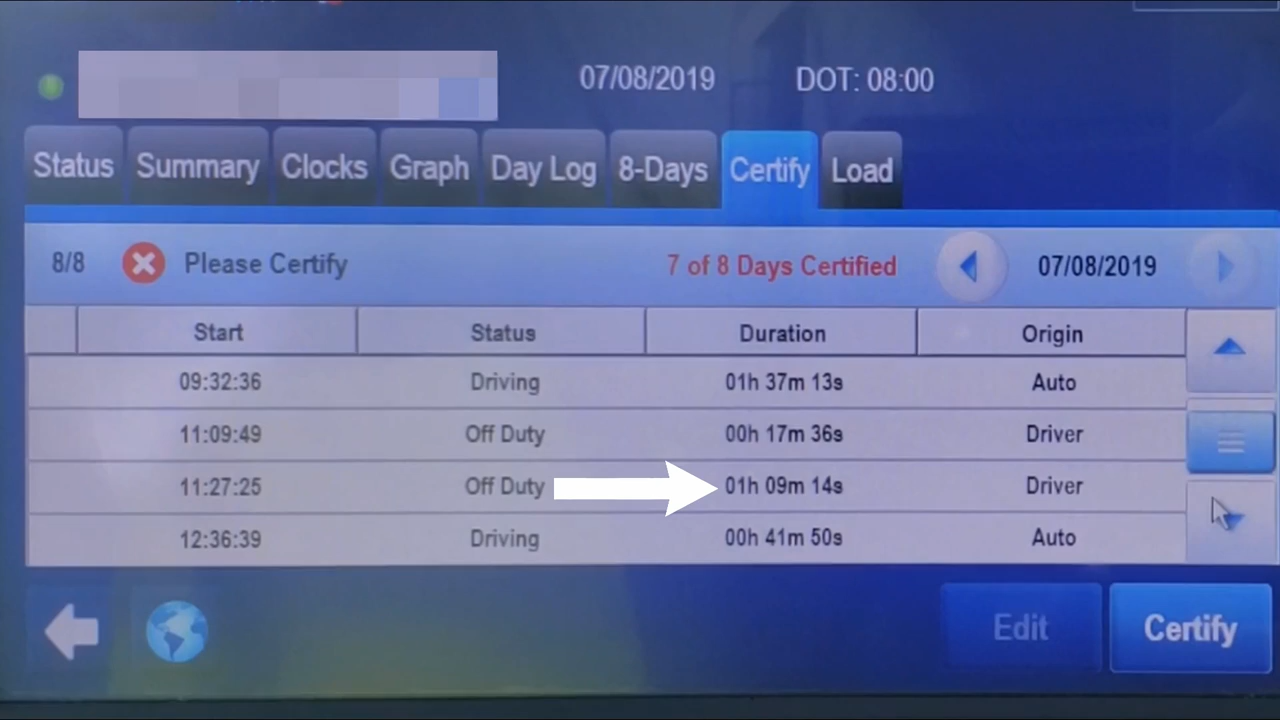 07/08/2019 DOT: 08:00
Status Summary Clocks Graph Day Log 8-Days Certify Load
8/8 Please Certify 7 of 8 Days Certified 07/08/2019
Start Status Duration Origin
09:32:36 Driving 01h 37m 13s Auto
11:09:49 Off Duty 00h 17m 36s Driver
11:27:25 Off Duty 01h 09m 14s Driver
12:36:39 Driving 00h 41m 50s Auto
Edit Certify